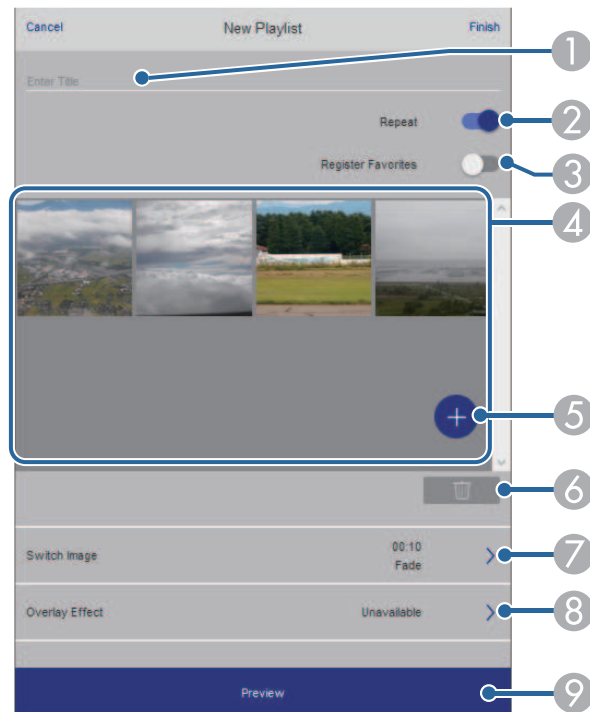 Cancel New Playlist Finish
1
Enter Title
Repeat
2
Register Favorites
3
4
5
6
Switch Image 00:10
Fade
7
Overlay Effect Unavailable
8
Preview
9